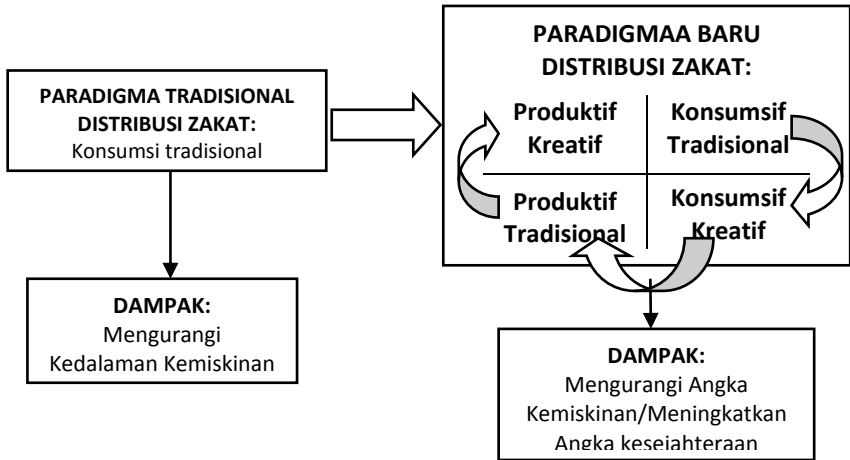 PARADIGMA TRADISIONAL
DISTRIBUSI ZAKAT:
Konsumsi tradisional
DAMPAK:
Mengurangi
Kedalaman Kemiskinan
PARADIGMAA BARU
DISTRIBUSI ZAKAT:
Produktif
Kreatif
Konsumsif
Tradisional
Produktif
Tradisional
Konsumsif
Kreatif
DAMPAK:
Mengurangi Angka
Kemiskinan/Meningkatkan
Angka kesejahteraan